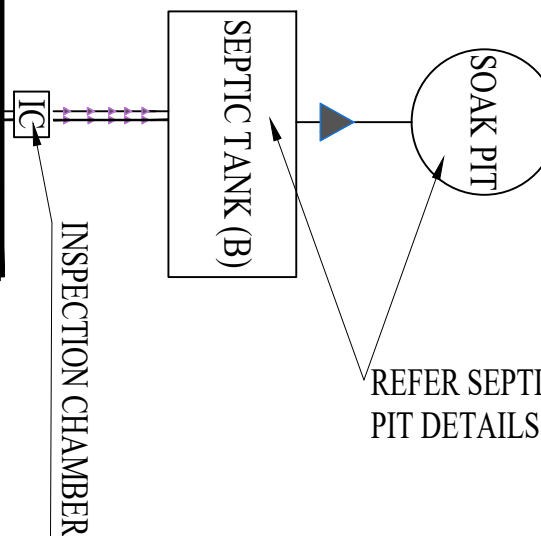 IC
SEPTIC TANK (B)
SOAK PIT
INSPECTION CHAMBER
REFER SEPTI
PIT DETAILS